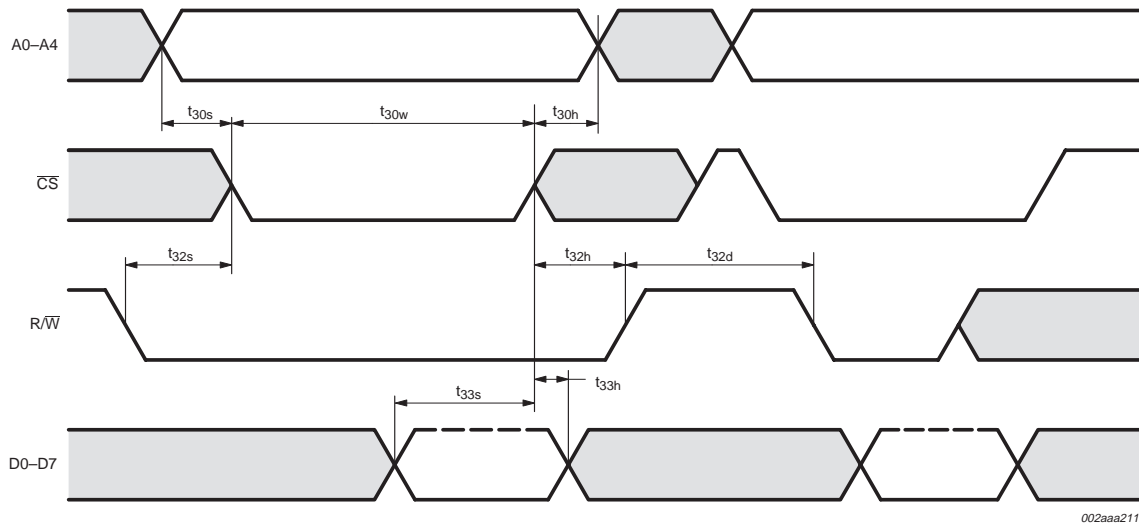 A0–A4
t30s
t30w
t30h
CS
t32s
t32h
t32d
R/W
t33s
t33h
D0–D7
002aaa211